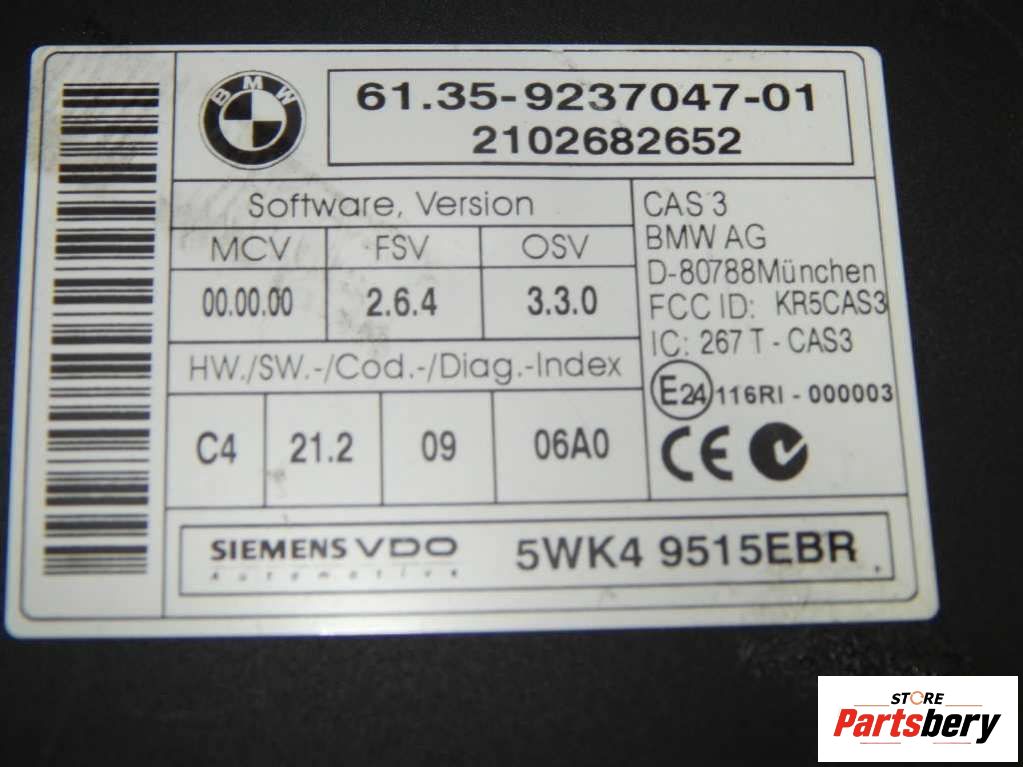 BMW
61.35-9237047-01
2102682652
Software, Version
MCV FSV OSV
00.00.00 2.6.4 3.3.0
HW./SW.-/Cod.-/Diag.-Index
C4 21.2 09 06A0
CAS 3
BMW AG
D-80788München
FCC ID: KR5CAS3
IC: 267 T - CAS3
E24 116RI - 000003
CE
SIEMENS VDO
Automotive
5WK4 9515EBR
STORE
Partsbery